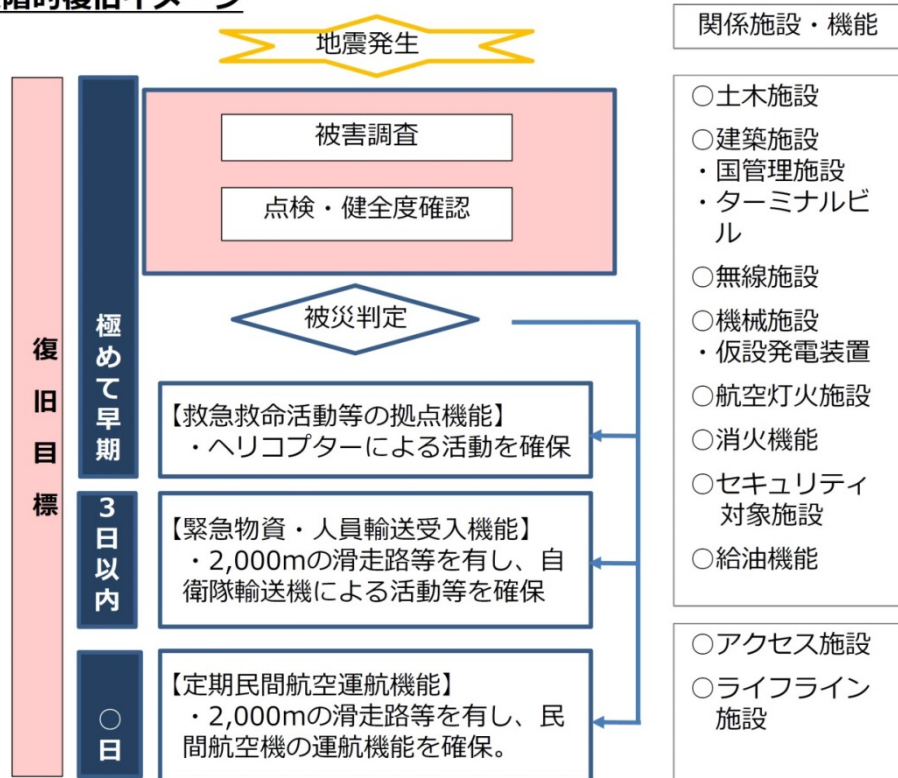 階的復旧イメージ
地震発生
関係施設・機能
復旧目標
極めて早期
被害調査
点検・健全度確認
被災判定
【救急救命活動等の拠点機能】
・ヘリコプターによる活動を確保
3日以内
【緊急物資・人員輸送受入機能】
・2,000mの滑走路等を有し、自
衛隊輸送機による活動等を確保
○日
【定期民間航空運航機能】
・2,000mの滑走路等を有し、民
間航空機の運航機能を確保。
○土木施設
○建築施設
・国管理施設
・ターミナルビ
ル
○無線施設
○機械施設
・仮設発電装置
○航空灯火施設
○消火機能
○セキュリティ
対象施設
○給油機能
○アクセス施設
○ライフライン
施設